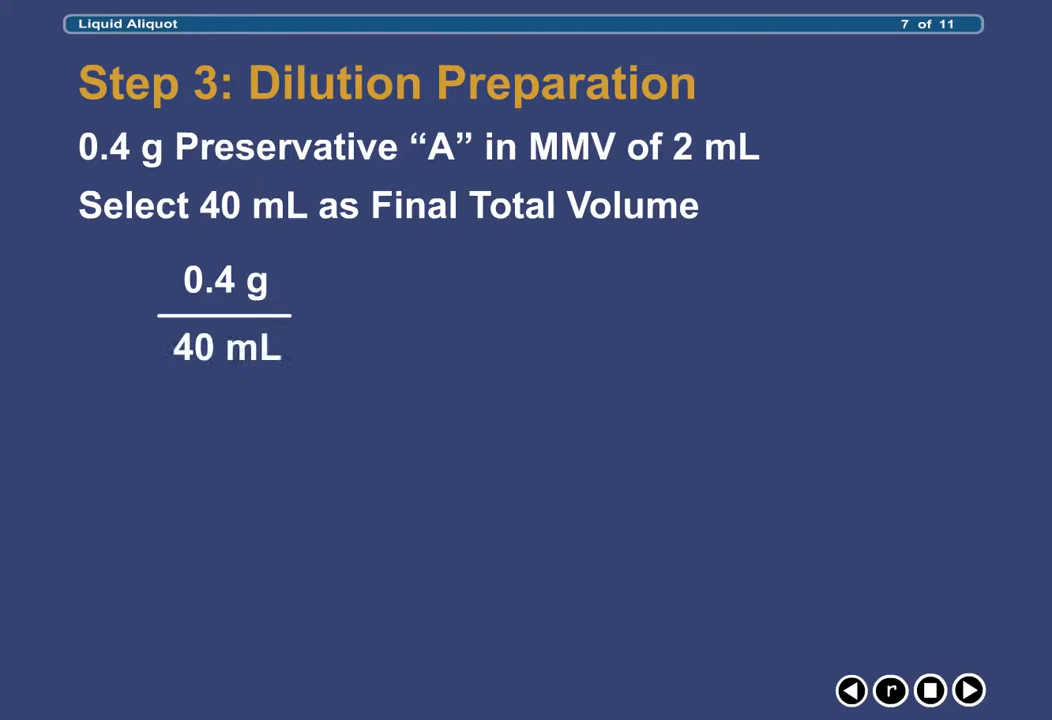 Liquid Aliquot 7 of 11
Step 3: Dilution Preparation
0.4 g Preservative “A” in MMV of 2 mL
Select 40 mL as Final Total Volume
0.4 g
40 mL
r